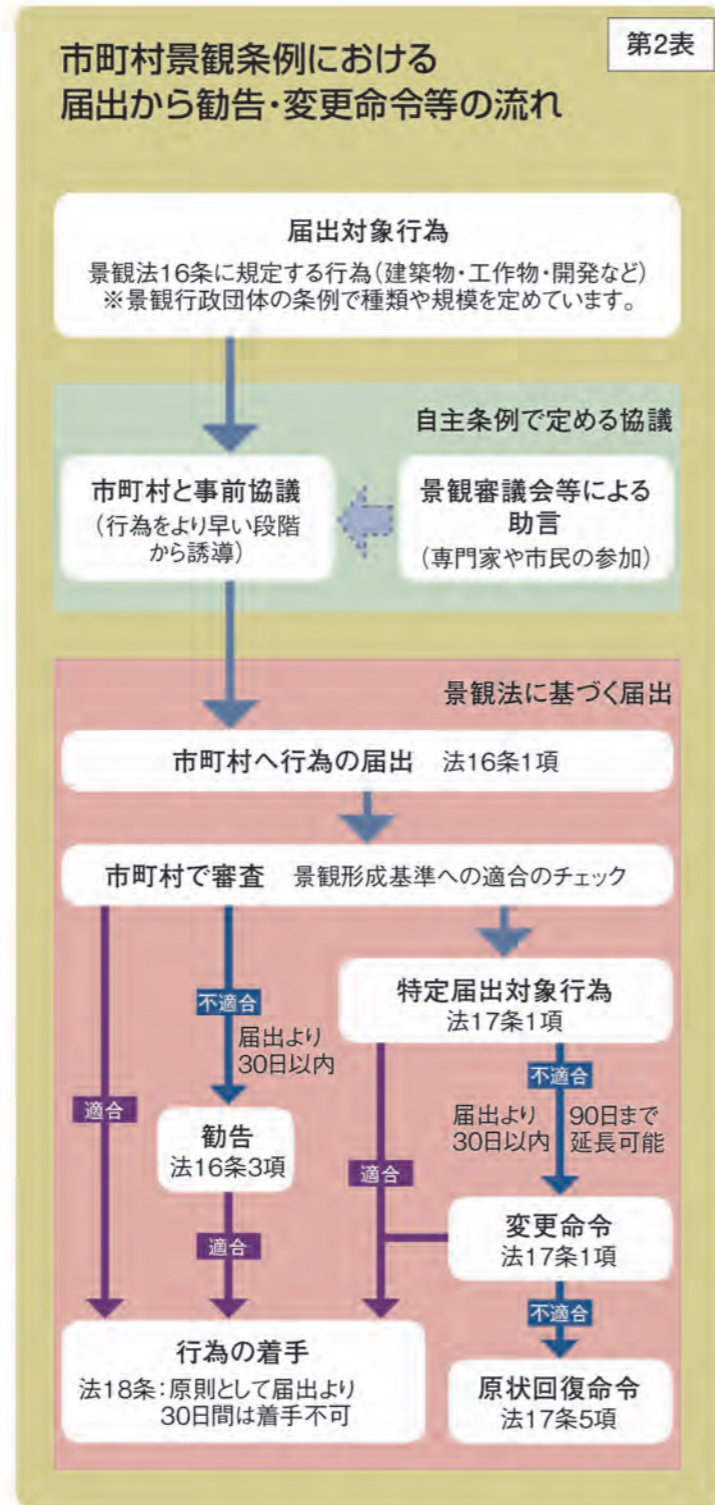 第2表
市町村景観条例における
届出から勧告・変更命令等の流れ
届出対象行為
景観法16条に規定する行為(建築物・工作物・開発など)
※景観行政団体の条例で種類や規模を定めています。
自主条例で定める協議
市町村と事前協議
(行為をより早い段階
から誘導)
景観審議会等による
助言
(専門家や市民の参加)
景観法に基づく届出
市町村へ行為の届出 法16条1項
市町村で審査 景観形成基準への適合のチェック
特定届出対象行為
法17条1項
不適合
届出より
30日以内
不適合
適合
届出より
30日以内
90日まで
延長可能
勧告
法16条3項
適合
適合
変更命令
法17条1項
不適合
行為の着手
法18条:原則として届出より
30日間は着手不可
原状回復命令
法17条5項